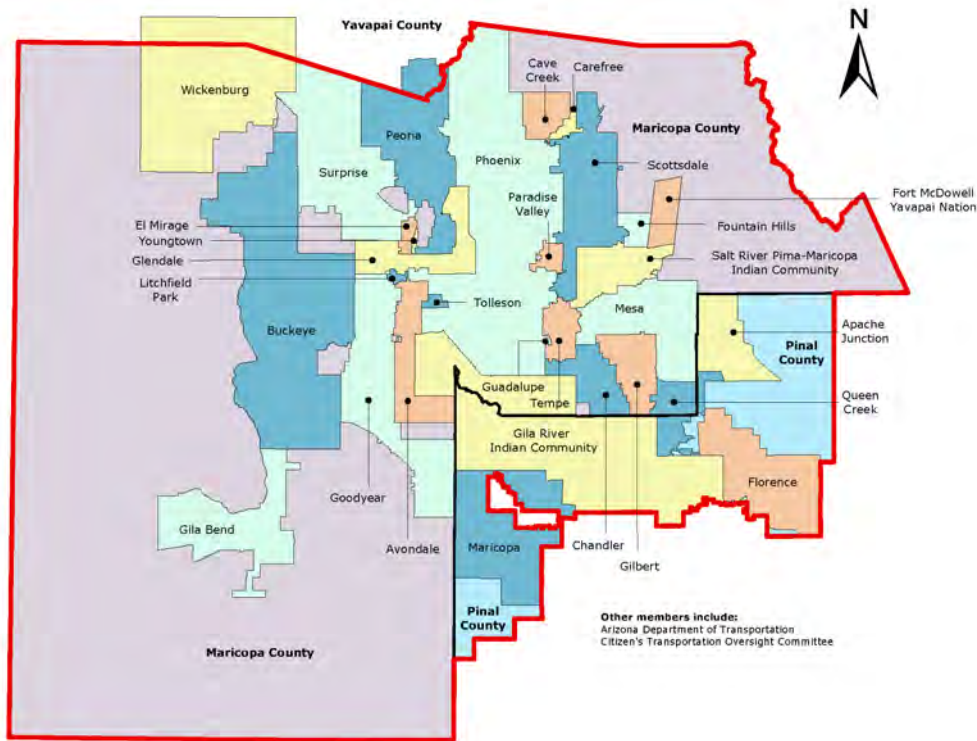 Yavapai County
N
Wickenburg
Cave
Creek
Carefree
Peoria
Maricopa County
Phoenix
Scottsdale
Surprise
Paradise
Valley
Fort McDowell
Yavapai Nation
El Mirage
Youngtown
Fountain Hills
Glendale
Salt River Pima-Maricopa
Indian Community
Litchfield
Park
Tolleson
Mesa
Buckeye
Apache
Junction
Pinal
County
Guadalupe
Tempe
Queen
Creek
Gila River
Indian Community
Florence
Goodyear
Gila Bend
Avondale
Maricopa
Chandler
Gilbert
Pinal
County
Other members include:
Arizona Department of Transportation
Citizen's Transportation Oversight Committee
Maricopa County